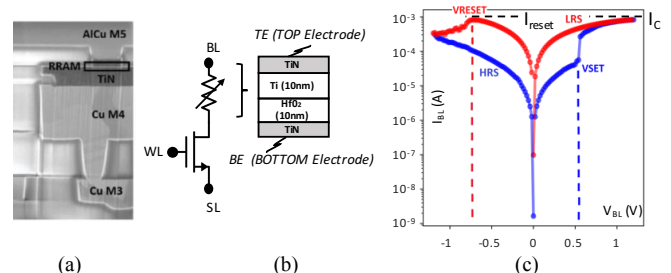 AlCu M5
RRAM
TiN
Cu M4
Cu M3
(a)
TE (TOP Electrode)
BL
TiN
Ti (10nm)
Hf02
(10nm)
TiN
WL
BE (BOTTOM Electrode)
SL
(b)
VRESET
Ireset
LRS
IC
HRS
VSET
IBL (A)
VBL (V)
10-3
10-4
10-5
10-6
10-7
10-8
10-9
-1
-0.5
0
0.5
1
(c)